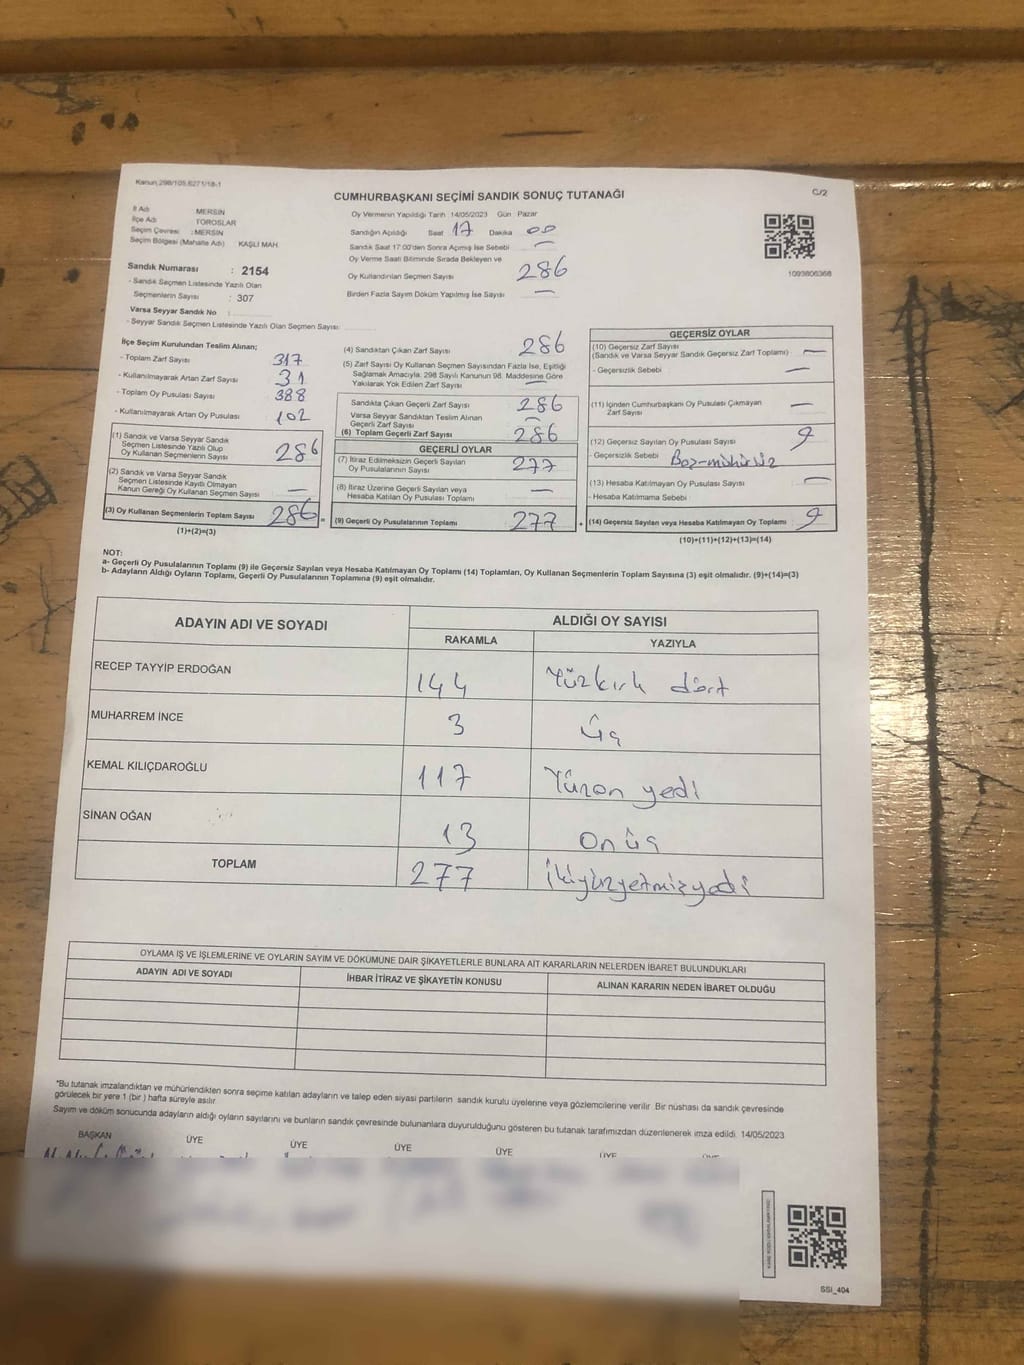 Kanun;298/105,6271/18-1
C/2
CUMHURBAŞKANI SEÇİMİ SANDIK SONUÇ TUTANAĞI
İl Adı : MERSİN
İlçe Adı : TOROSLAR
Seçim Çevresi : MERSİN
Seçim Bölgesi (Mahalle Adı) : KAŞLI MAH.
Sandık Numarası : 2154
- Sandık Seçmen Listesinde Yazılı Olan
Seçmenlerin Sayısı : 307
Varsa Seyyar Sandık No :
- Seyyar Sandık Seçmen Listesinde Yazılı Olan Seçmen Sayısı:
Oy Vermenin Yapıldığı Tarih 14/05/2023 Gün : Pazar
Sandığın Açıldığı Saat 17 Dakika 00
Sandık Saat 17:00'den Sonra Açılmış İse Sebebi —
Oy Verme Saati Bitiminde Sırada Bekleyen ve
Oy Kullandırılan Seçmen Sayısı 286
Birden Fazla Sayım Döküm Yapılmış İse Sayısı —
1093806368
İlçe Seçim Kurulundan Teslim Alınan;
- Toplam Zarf Sayısı 317
- Kullanılmayarak Artan Zarf Sayısı 31
- Toplam Oy Pusulası Sayısı 388
- Kullanılmayarak Artan Oy Pusulası 102
(1) Sandık ve Varsa Seyyar Sandık
Seçmen Listesinde Yazılı Olup
Oy Kullanan Seçmenlerin Sayısı 286
(2) Sandık ve Varsa Seyyar Sandık
Seçmen Listesinde Kayıtlı Olmayan
Kanun Gereği Oy Kullanan Seçmen Sayısı —
(3) Oy Kullanan Seçmenlerin Toplam Sayısı 286 =
(1)+(2)=(3)
(4) Sandıktan Çıkan Zarf Sayısı 286
(5) Zarf Sayısı Oy Kullanan Seçmen Sayısından Fazla İse, Eşitliği
Sağlamak Amacıyla, 298 Sayılı Kanunun 98. Maddesine Göre
Yakılarak Yok Edilen Zarf Sayısı —
Sandıkta Çıkan Geçerli Zarf Sayısı 286
Varsa Seyyar Sandıktan Teslim Alınan
Geçerli Zarf Sayısı —
(6) Toplam Geçerli Zarf Sayısı 286
GEÇERLİ OYLAR
(7) İtiraz Edilmeksizin Geçerli Sayılan
Oy Pusulalarının Sayısı 277
(8) İtiraz Üzerine Geçerli Sayılan veya
Hesaba Katılan Oy Pusulası Toplamı —
(9) Geçerli Oy Pusulalarının Toplamı 277 +
GEÇERSİZ OYLAR
(10) Geçersiz Zarf Sayısı
(Sandık ve Varsa Seyyar Sandık Geçersiz Zarf Toplamı) —
- Geçersizlik Sebebi —
(11) İçinden Cumhurbaşkanı Oy Pusulası Çıkmayan
Zarf Sayısı —
(12) Geçersiz Sayılan Oy Pusulası Sayısı 9
- Geçersizlik Sebebi Boş-mühürsüz
(13) Hesaba Katılmayan Oy Pusulası Sayısı —
- Hesaba Katılmama Sebebi
(14) Geçersiz Sayılan veya Hesaba Katılmayan Oy Toplamı 9
(10)+(11)+(12)+(13)=(14)
NOT:
a- Geçerli Oy Pusulalarının Toplamı (9) ile Geçersiz Sayılan veya Hesaba Katılmayan Oy Toplamı (14) Toplamları, Oy Kullanan Seçmenlerin Toplam Sayısına (3) eşit olmalıdır. (9)+(14)=(3)
b- Adayların Aldığı Oyların Toplamı, Geçerli Oy Pusulalarının Toplamına (9) eşit olmalıdır.
ADAYIN ADI VE SOYADI ALDIĞI OY SAYISI
RAKAMLA YAZIYLA
RECEP TAYYİP ERDOĞAN 144 Yüzkırk dört
MUHARREM İNCE 3 Üç
KEMAL KILIÇDAROĞLU 117 Yüzon yedi
SİNAN OĞAN 13 On üç
TOPLAM 277 İkiyüzyetmişyedi
OYLAMA İŞ VE İŞLEMLERİNE VE OYLARIN SAYIM VE DÖKÜMÜNE DAİR ŞİKAYETLERLE BUNLARA AİT KARARLARIN NELERDEN İBARET BULUNDUKLARI
ADAYIN ADI VE SOYADI İHBAR İTİRAZ VE ŞİKAYETİN KONUSU ALINAN KARARIN NEDEN İBARET OLDUĞU
*Bu tutanak imzalandıktan ve mühürlendikten sonra seçime katılan adayların ve talep eden siyasi partilerin sandık kurulu üyelerine veya gözlemcilerine verilir. Bir nüshası da sandık çevresinde
görülecek bir yere 1 (bir ) hafta süreyle asılır.
Sayım ve döküm sonucunda adayların aldığı oyların sayılarını ve bunların sandık çevresinde bulunanlara duyurulduğunu gösteren bu tutanak tarafımızdan düzenlenerek imza edildi. 14/05/2023
BAŞKAN ÜYE ÜYE ÜYE ÜYE ÜYE ÜYE
SSI_404